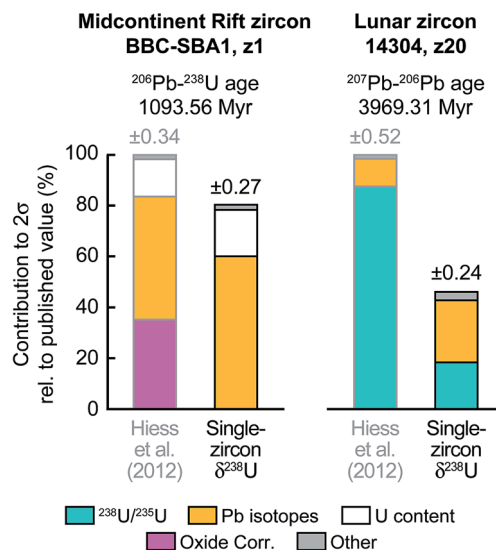 Midcontinent Rift zircon
BBC-SBA1, z1
²⁰⁶Pb-²³⁸U age
1093.56 Myr
Lunar zircon
14304, z20
²⁰⁷Pb-²⁰⁶Pb age
3969.31 Myr
Contribution to 2σ
rel. to published value (%)
100
80
60
40
20
0
±0.34
±0.27
±0.52
±0.24
Hiess
et al.
(2012)
Single-
zircon
δ²³⁸U
Hiess
et al.
(2012)
Single-
zircon
δ²³⁸U
²³⁸U/²³⁵U
Pb isotopes
U content
Oxide Corr.
Other